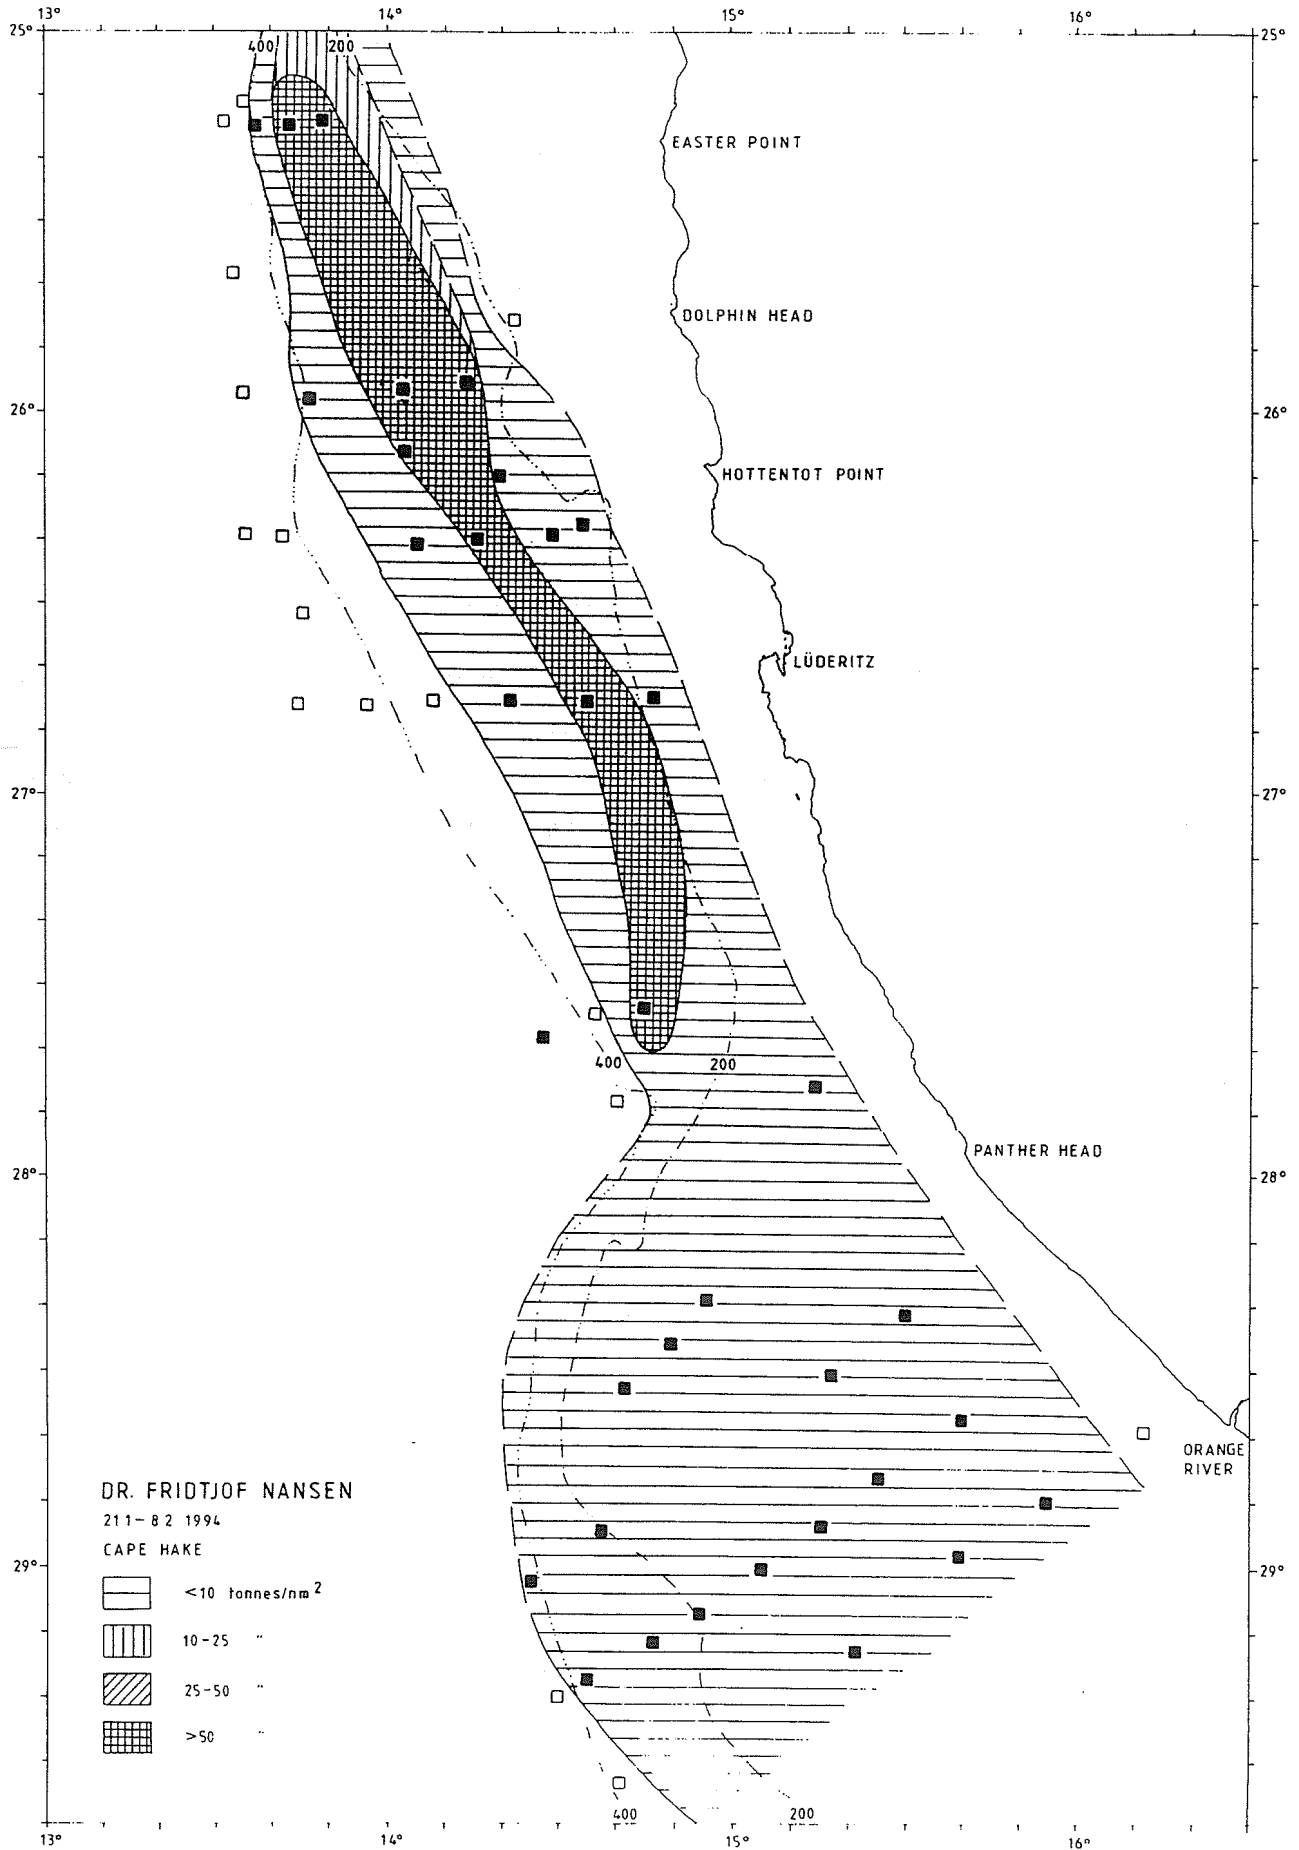 13° 14° 15° 16°
25° 25°
400 200
EASTER POINT
DOLPHIN HEAD
26° 26°
HOTTENTOT POINT
LÜDERITZ
27° 27°
400 200
PANTHER HEAD
28° 28°
ORANGE
RIVER
DR. FRIDTJOF NANSEN
211-82 1994
CAPE HAKE
29° 29°
<10 tonnes/nm²
10-25 "
25-50 "
>50 "
400 200
13° 14° 15° 16°